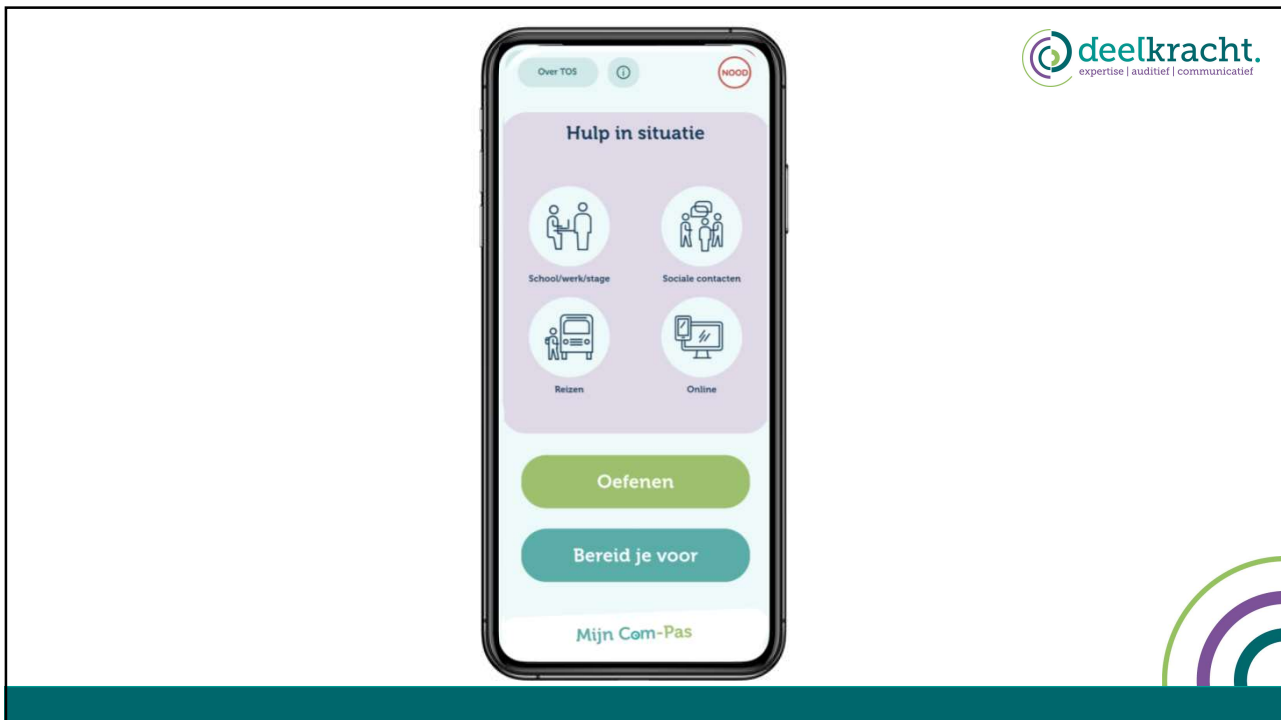 deelkracht.
expertise | auditief | communicatief
Over TOS
NOOD
Hulp in situatie
School/werk/stage
Sociale contacten
Reizen
Online
Oefenen
Bereid je voor
Mijn Com-Pas